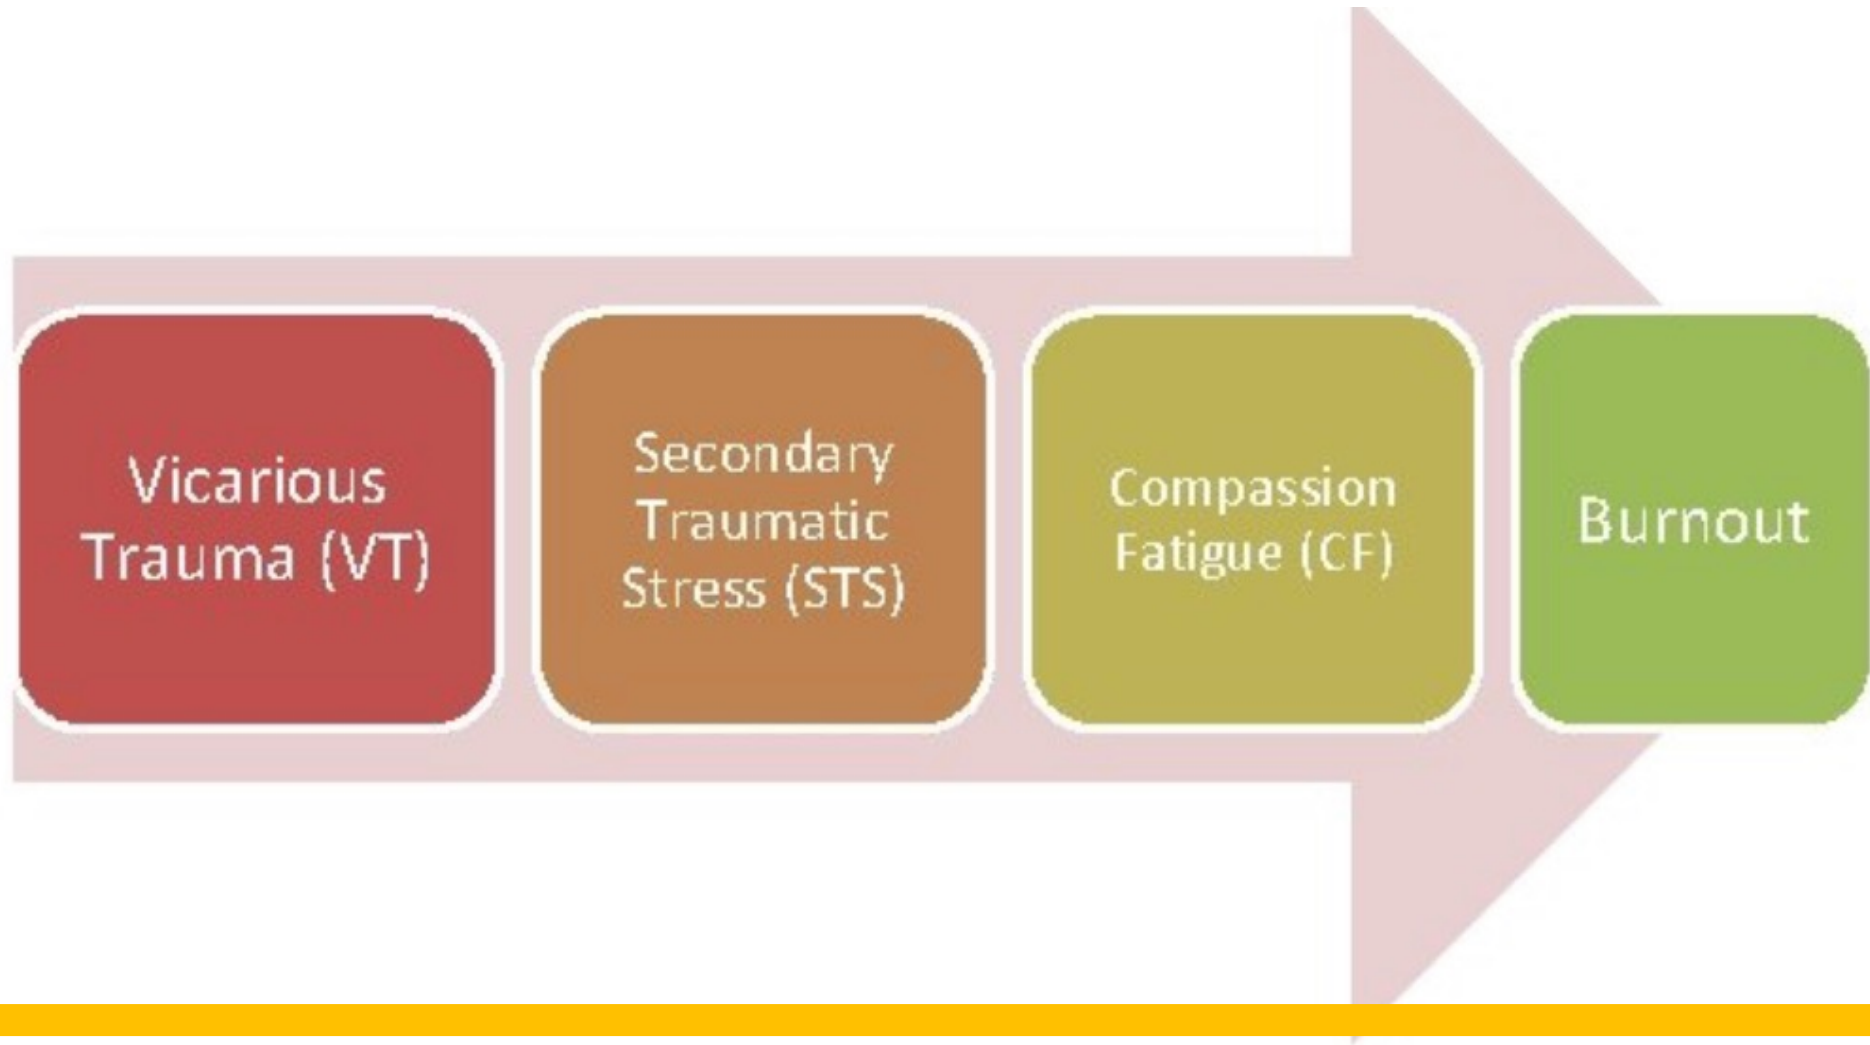 Vicarious
Trauma (VT)
Secondary
Traumatic
Stress (STS)
Compassion
Fatigue (CF)
Burnout